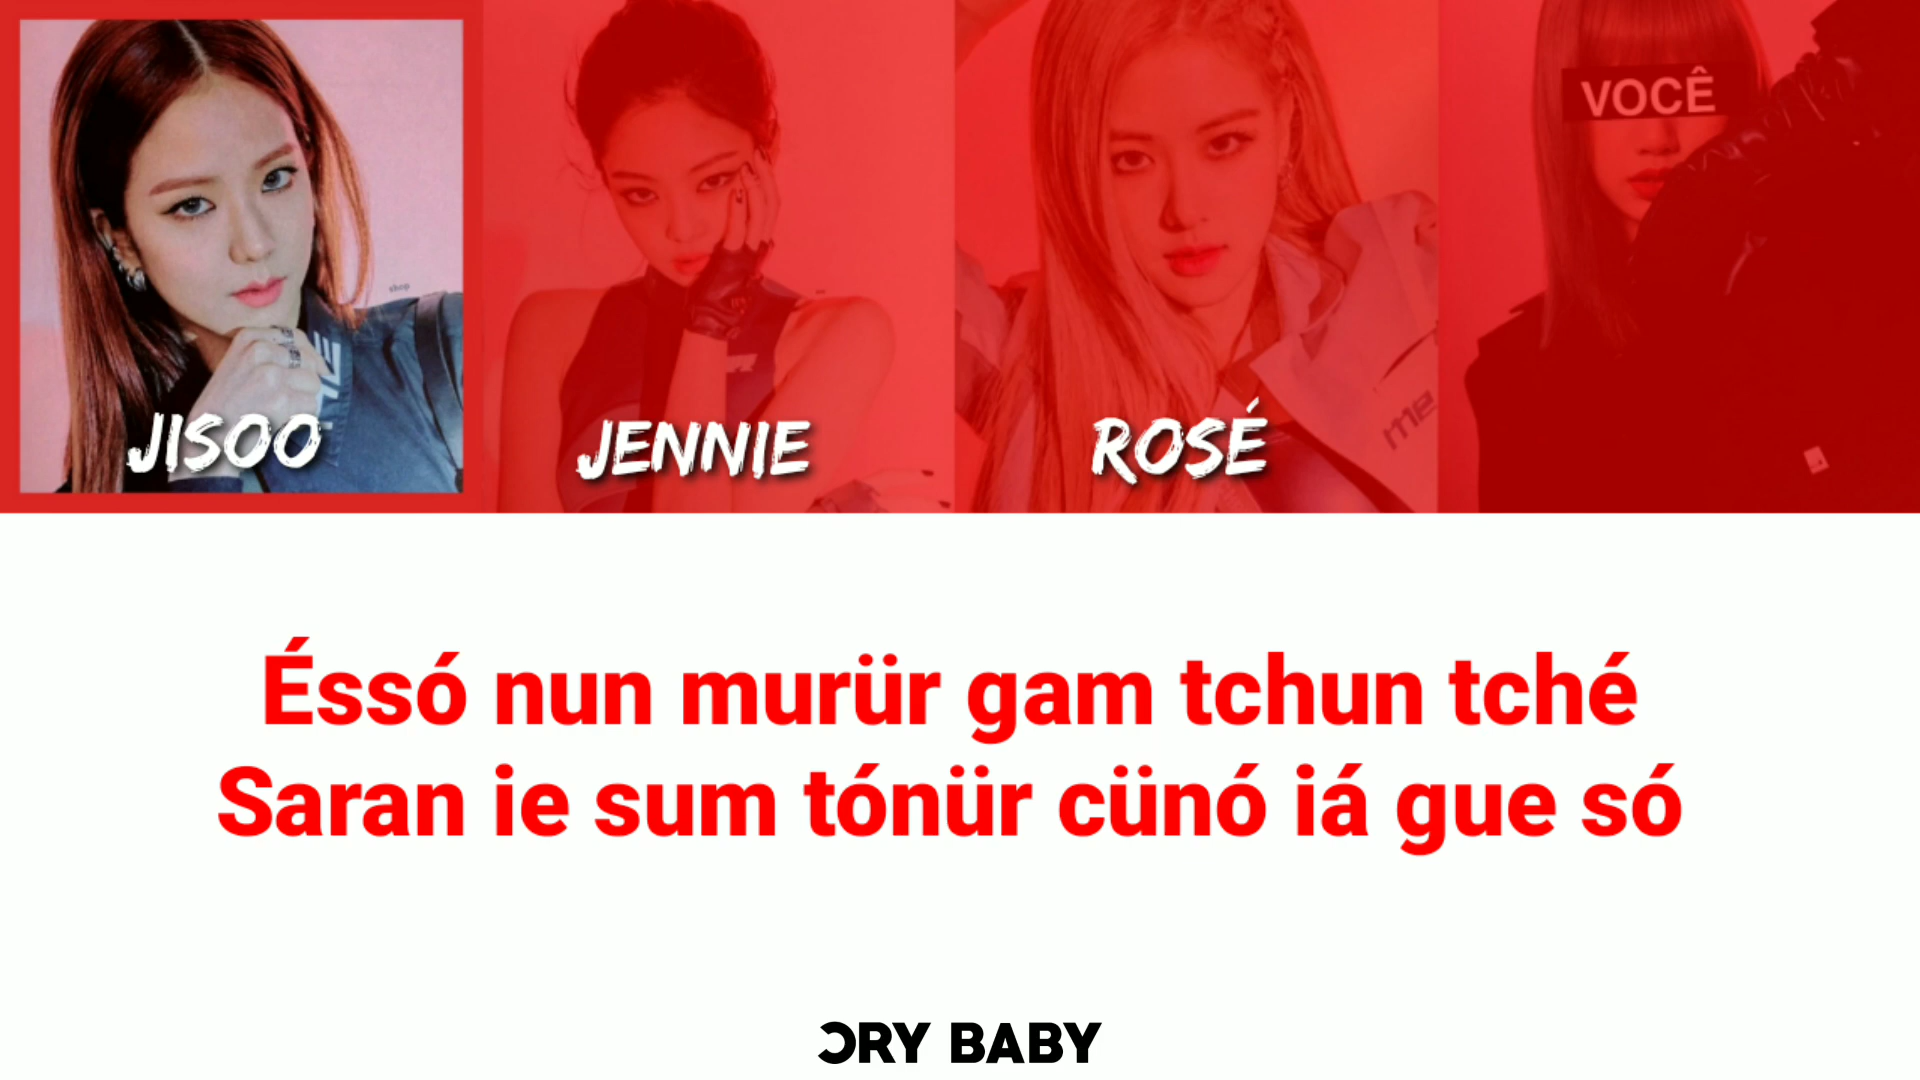 VOCÊ
JISOO
JENNIE
ROSÉ
Éssó nun murür gam tchun tché
Saran ie sum tónür cünó iá gue só
CRY BABY